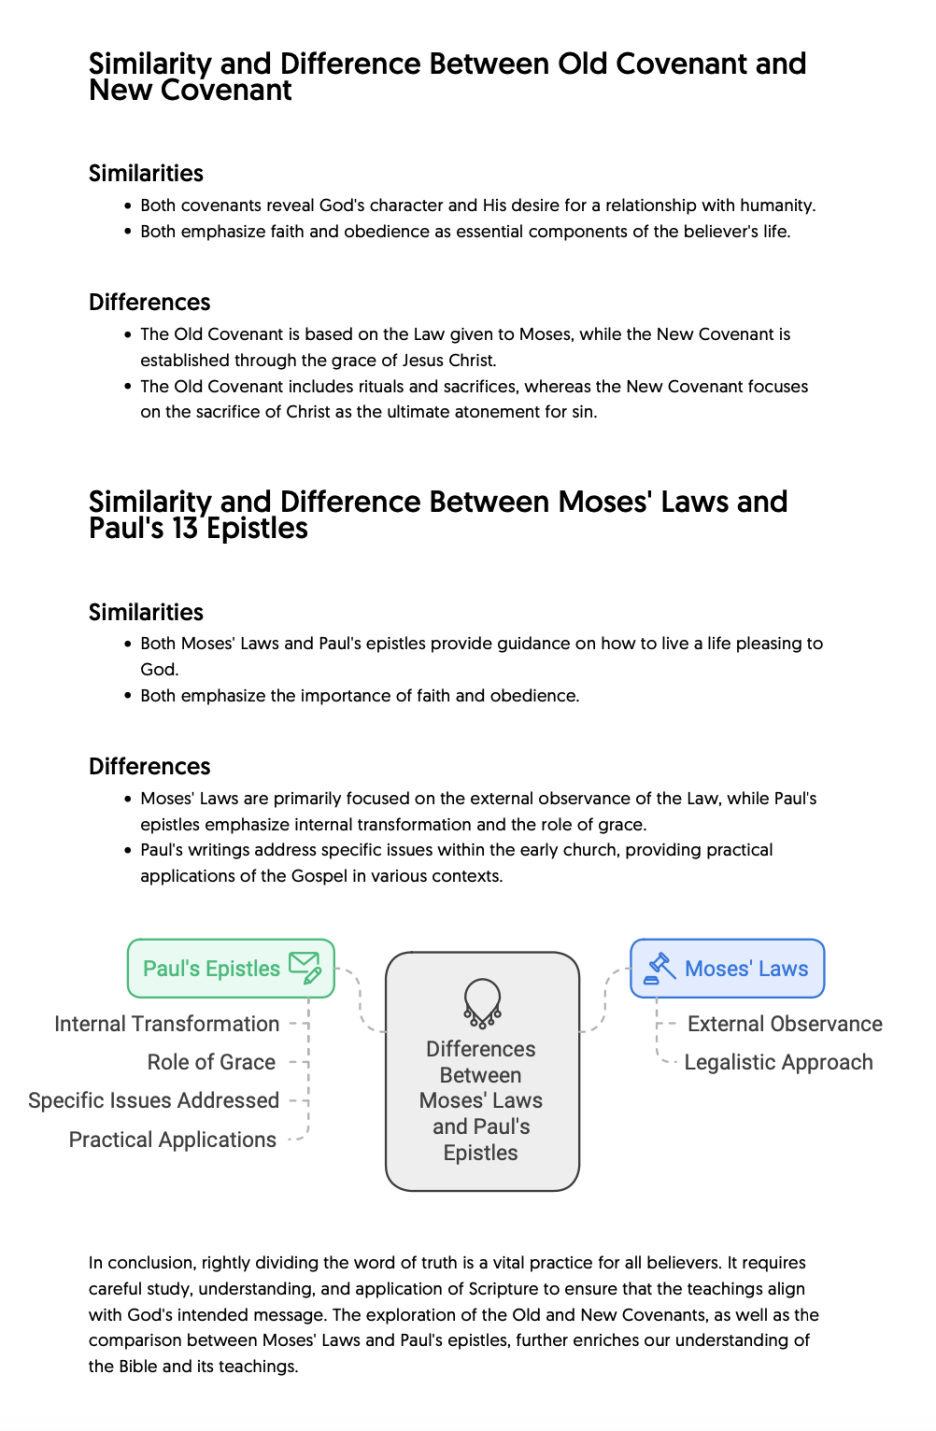 Similarity and Difference Between Old Covenant and
New Covenant
Similarities
• Both covenants reveal God's character and His desire for a relationship with humanity.
• Both emphasize faith and obedience as essential components of the believer's life.
Differences
• The Old Covenant is based on the Law given to Moses, while the New Covenant is
established through the grace of Jesus Christ.
• The Old Covenant includes rituals and sacrifices, whereas the New Covenant focuses
on the sacrifice of Christ as the ultimate atonement for sin.
Similarity and Difference Between Moses' Laws and
Paul's 13 Epistles
Similarities
• Both Moses' Laws and Paul's epistles provide guidance on how to live a life pleasing to
God.
• Both emphasize the importance of faith and obedience.
Differences
• Moses' Laws are primarily focused on the external observance of the Law, while Paul's
epistles emphasize internal transformation and the role of grace.
• Paul's writings address specific issues within the early church, providing practical
applications of the Gospel in various contexts.
Paul's Epistles
Internal Transformation
Role of Grace
Specific Issues Addressed
Practical Applications
Differences
Between
Moses' Laws
and Paul's
Epistles
Moses' Laws
External Observance
Legalistic Approach
In conclusion, rightly dividing the word of truth is a vital practice for all believers. It requires
careful study, understanding, and application of Scripture to ensure that the teachings align
with God's intended message. The exploration of the Old and New Covenants, as well as the
comparison between Moses' Laws and Paul's epistles, further enriches our understanding of
the Bible and its teachings.